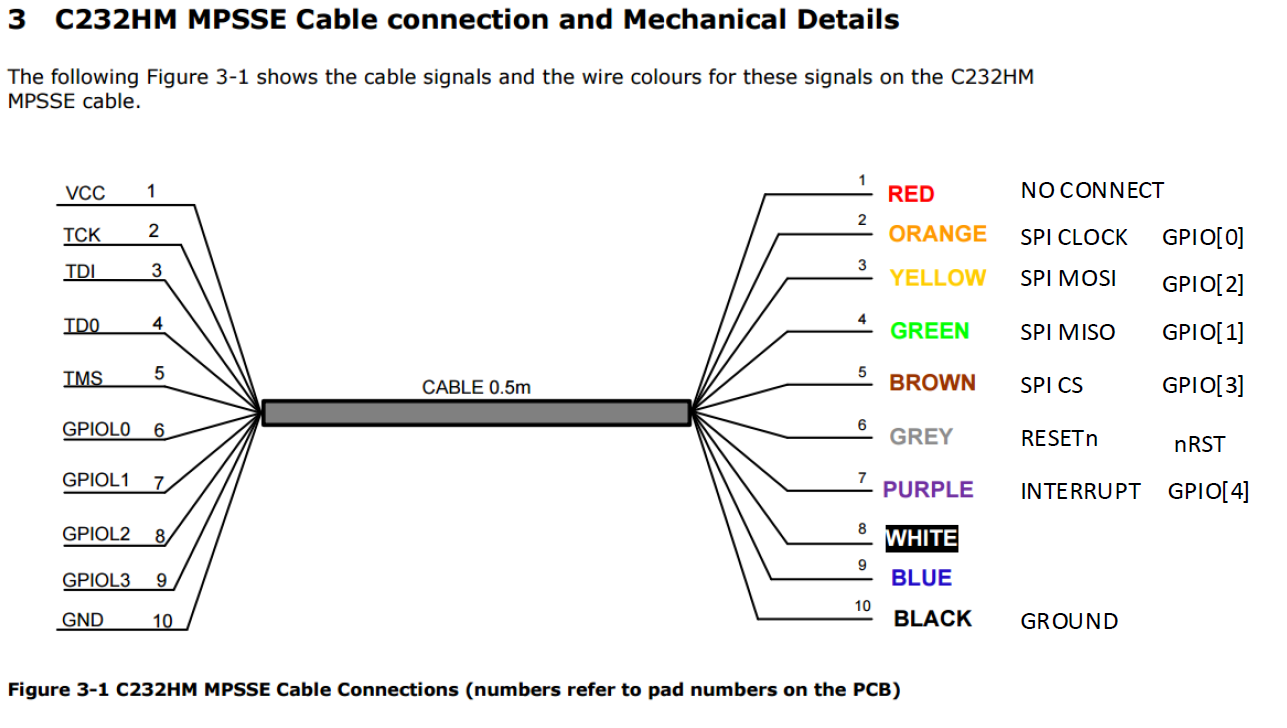 3 C232HM MPSSE Cable connection and Mechanical Details
The following Figure 3-1 shows the cable signals and the wire colours for these signals on the C232HM
MPSSE cable.
VCC 1
TCK 2
TDI 3
TD0 4
TMS 5
GPIOL0 6
GPIOL1 7
GPIOL2 8
GPIOL3 9
GND 10
CABLE 0.5m
1 RED NO CONNECT
2 ORANGE SPI CLOCK GPIO[0]
3 YELLOW SPI MOSI GPIO[2]
4 GREEN SPI MISO GPIO[1]
5 BROWN SPI CS GPIO[3]
6 GREY RESETn nRST
7 PURPLE INTERRUPT GPIO[4]
8 WHITE
9 BLUE
10 BLACK GROUND
Figure 3-1 C232HM MPSSE Cable Connections (numbers refer to pad numbers on the PCB)